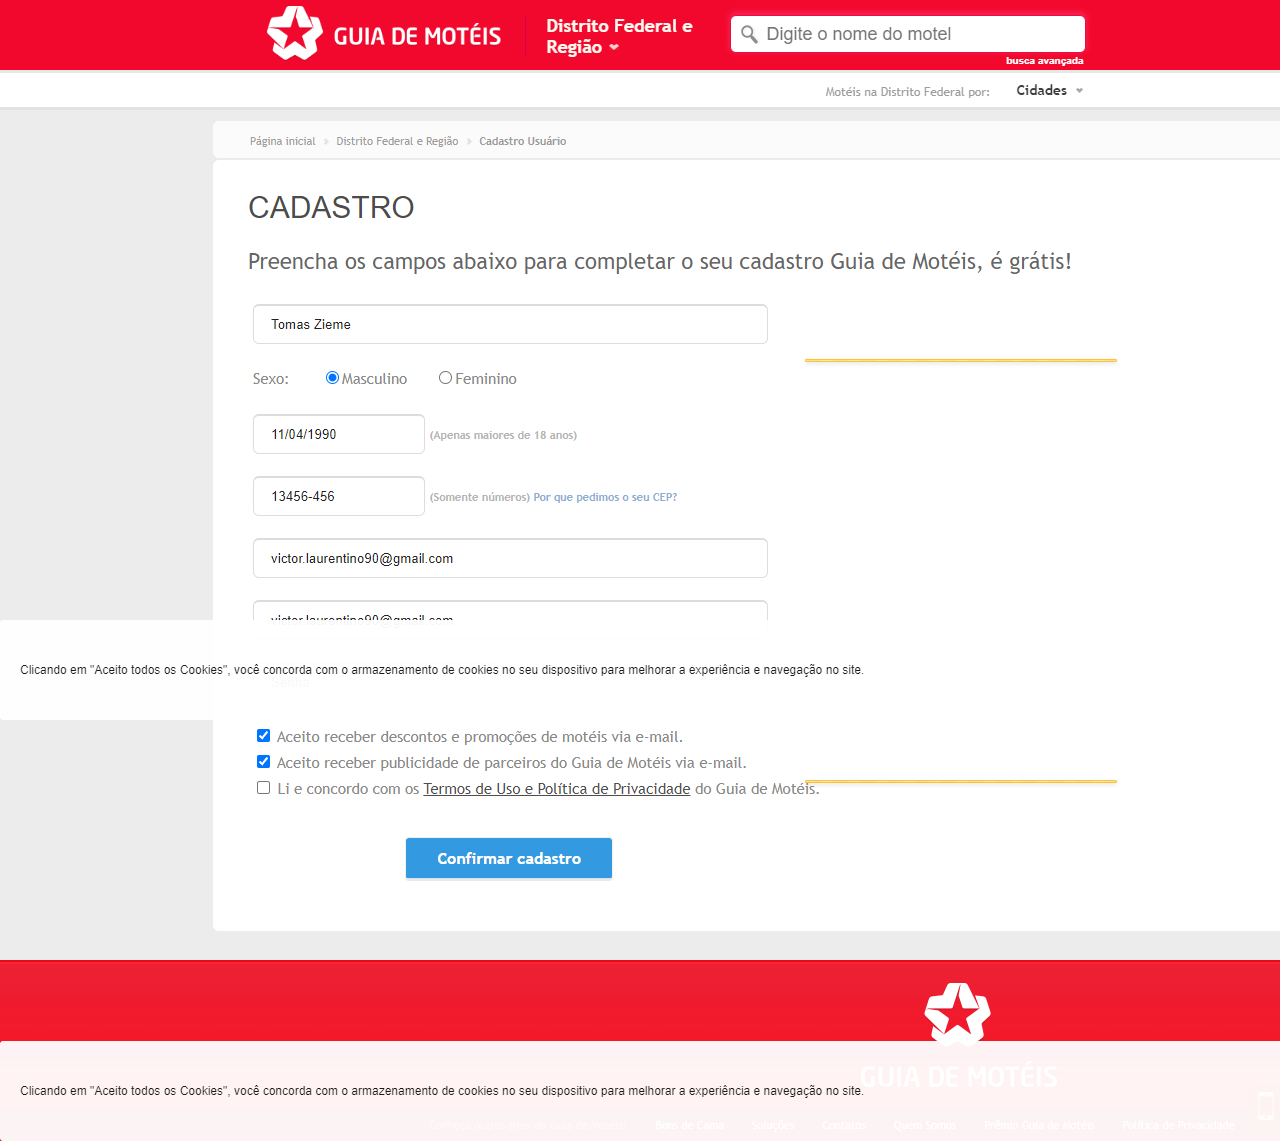 GUIA DE MOTÉIS
Distrito Federal e
Região
Digite o nome do motel
busca avançada
Motéis na Distrito Federal por:
Cidades
Página inicial
Distrito Federal e Região
Cadastro Usuário
CADASTRO
Preencha os campos abaixo para completar o seu cadastro Guia de Motéis, é grátis!
Tomas Zieme
Sexo:
Masculino
Feminino
11/04/1990
(Apenas maiores de 18 anos)
13456-456
(Somente números) Por que pedimos o seu CEP?
victor.laurentino90@gmail.com
victor.laurentino90@gmail.com
Clicando em "Aceito todos os Cookies", você concorda com o armazenamento de cookies no seu dispositivo para melhorar a experiência e navegação no site.
Aceito receber descontos e promoções de motéis via e-mail.
Aceito receber publicidade de parceiros do Guia de Motéis via e-mail.
Li e concordo com os Termos de Uso e Política de Privacidade do Guia de Motéis.
Confirmar cadastro
GUIA DE MOTÉIS
Clicando em "Aceito todos os Cookies", você concorda com o armazenamento de cookies no seu dispositivo para melhorar a experiência e navegação no site.
Bons de Cama
Soluções
Contatos
Quem Somos
Prêmio Guia de Motéis
Política de Privacidade